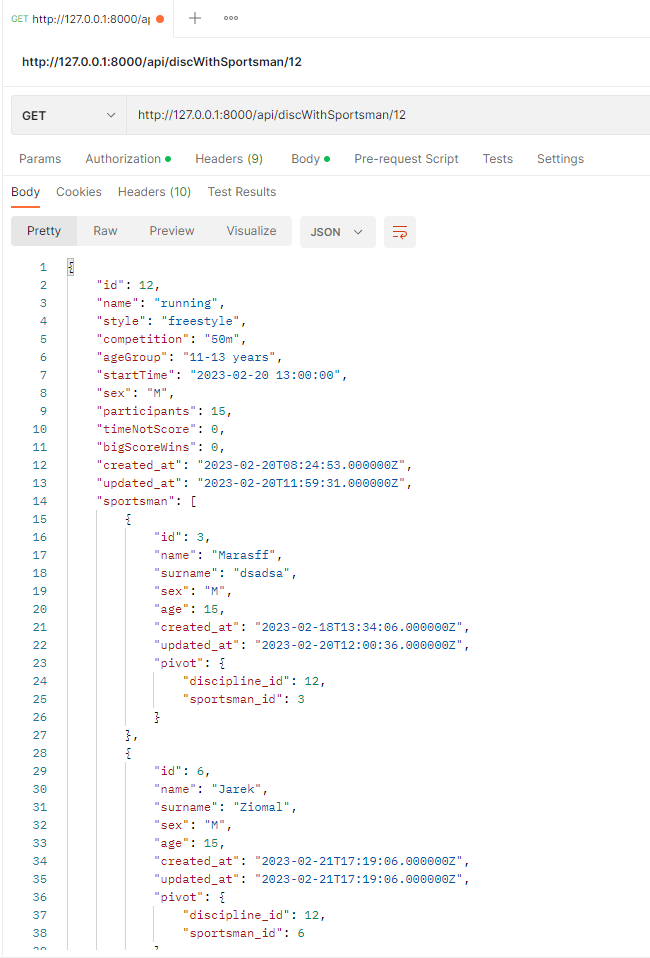 GET http://127.0.0.1:8000/ap
http://127.0.0.1:8000/api/discWithSportsman/12
GET http://127.0.0.1:8000/api/discWithSportsman/12
Params Authorization Headers (9) Body Pre-request Script Tests Settings
Body Cookies Headers (10) Test Results
Pretty Raw Preview Visualize JSON
1 {
2 "id": 12,
3 "name": "running",
4 "style": "freestyle",
5 "competition": "50m",
6 "ageGroup": "11-13 years",
7 "startTime": "2023-02-20 13:00:00",
8 "sex": "M",
9 "participants": 15,
10 "timeNotScore": 0,
11 "bigScoreWins": 0,
12 "created_at": "2023-02-20T08:24:53.000000Z",
13 "updated_at": "2023-02-20T11:59:31.000000Z",
14 "sportsman": [
15 {
16 "id": 3,
17 "name": "Marasff",
18 "surname": "dsadsa",
19 "sex": "M",
20 "age": 15,
21 "created_at": "2023-02-18T13:34:06.000000Z",
22 "updated_at": "2023-02-20T12:00:36.000000Z",
23 "pivot": {
24 "discipline_id": 12,
25 "sportsman_id": 3
26 }
27 },
28 {
29 "id": 6,
30 "name": "Jarek",
31 "surname": "Ziomal",
32 "sex": "M",
33 "age": 15,
34 "created_at": "2023-02-21T17:19:06.000000Z",
35 "updated_at": "2023-02-21T17:19:06.000000Z",
36 "pivot": {
37 "discipline_id": 12,
38 "sportsman_id": 6